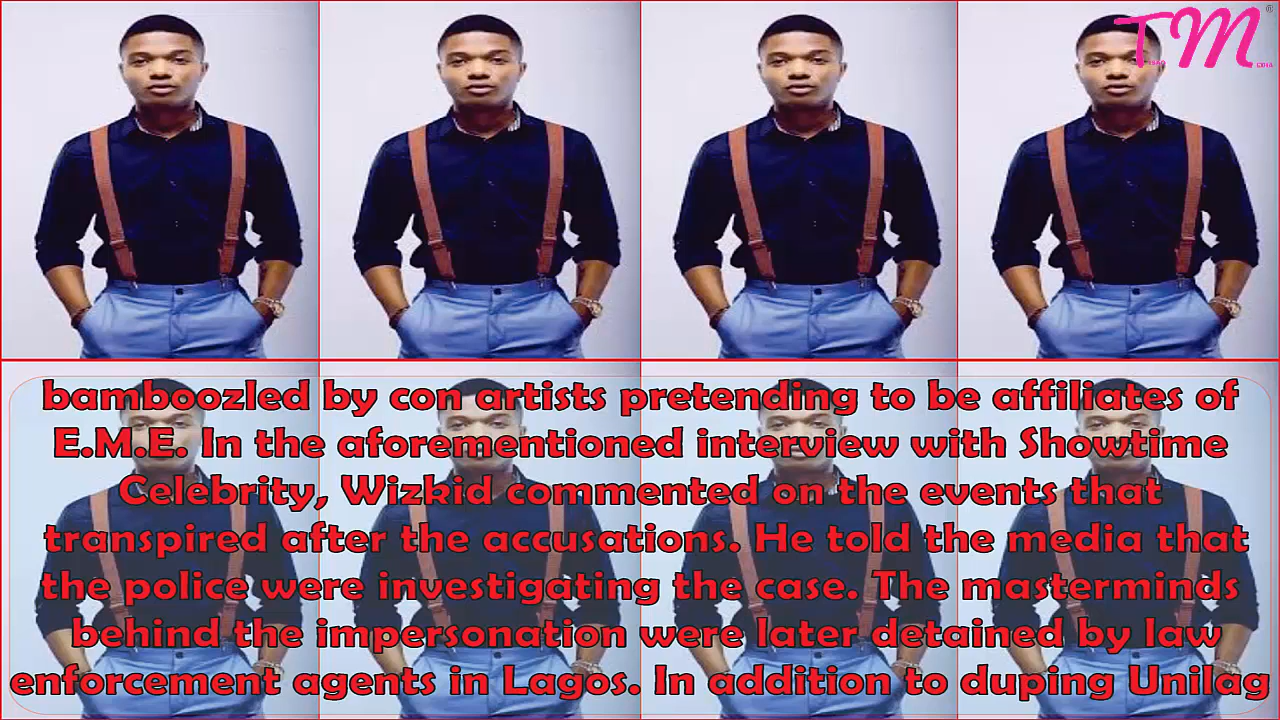 TM
bamboozled by con artists pretending to be affiliates of
E.M.E. In the aforementioned interview with Showtime
Celebrity, Wizkid commented on the events that
transpired after the accusations. He told the media that
the police were investigating the case. The masterminds
behind the impersonation were later detained by law
enforcement agents in Lagos. In addition to duping Unilag